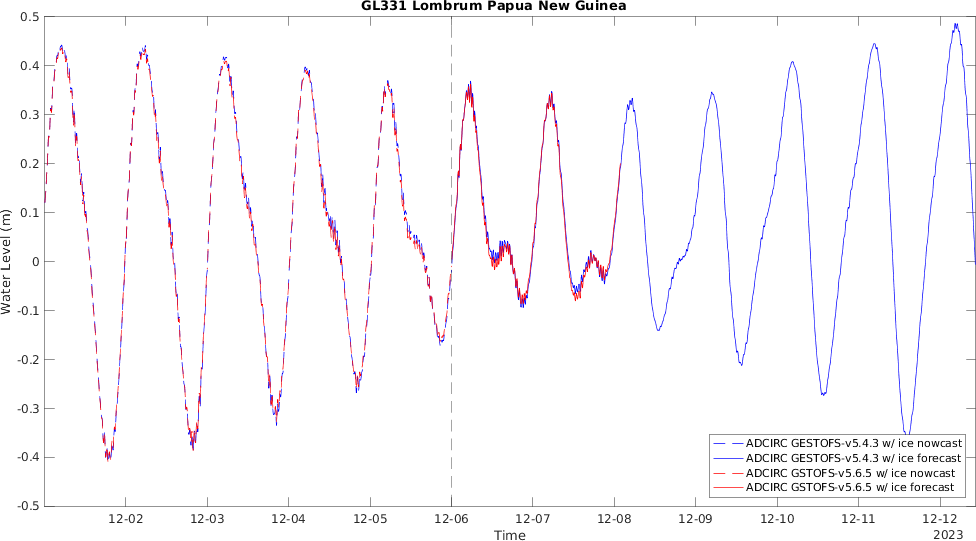 GL331 Lombrum Papua New Guinea
0.5
0.4
0.3
0.2
0.1
0
-0.1
-0.2
-0.3
-0.4
-0.5
Water Level (m)
12-02 12-03 12-04 12-05 12-06 12-07 12-08 12-09 12-10 12-11 12-12
Time
2023
ADCIRC GESTOFS-v5.4.3 w/ ice nowcast
ADCIRC GESTOFS-v5.4.3 w/ ice forecast
ADCIRC GSTOFS-v5.6.5 w/ ice nowcast
ADCIRC GSTOFS-v5.6.5 w/ ice forecast